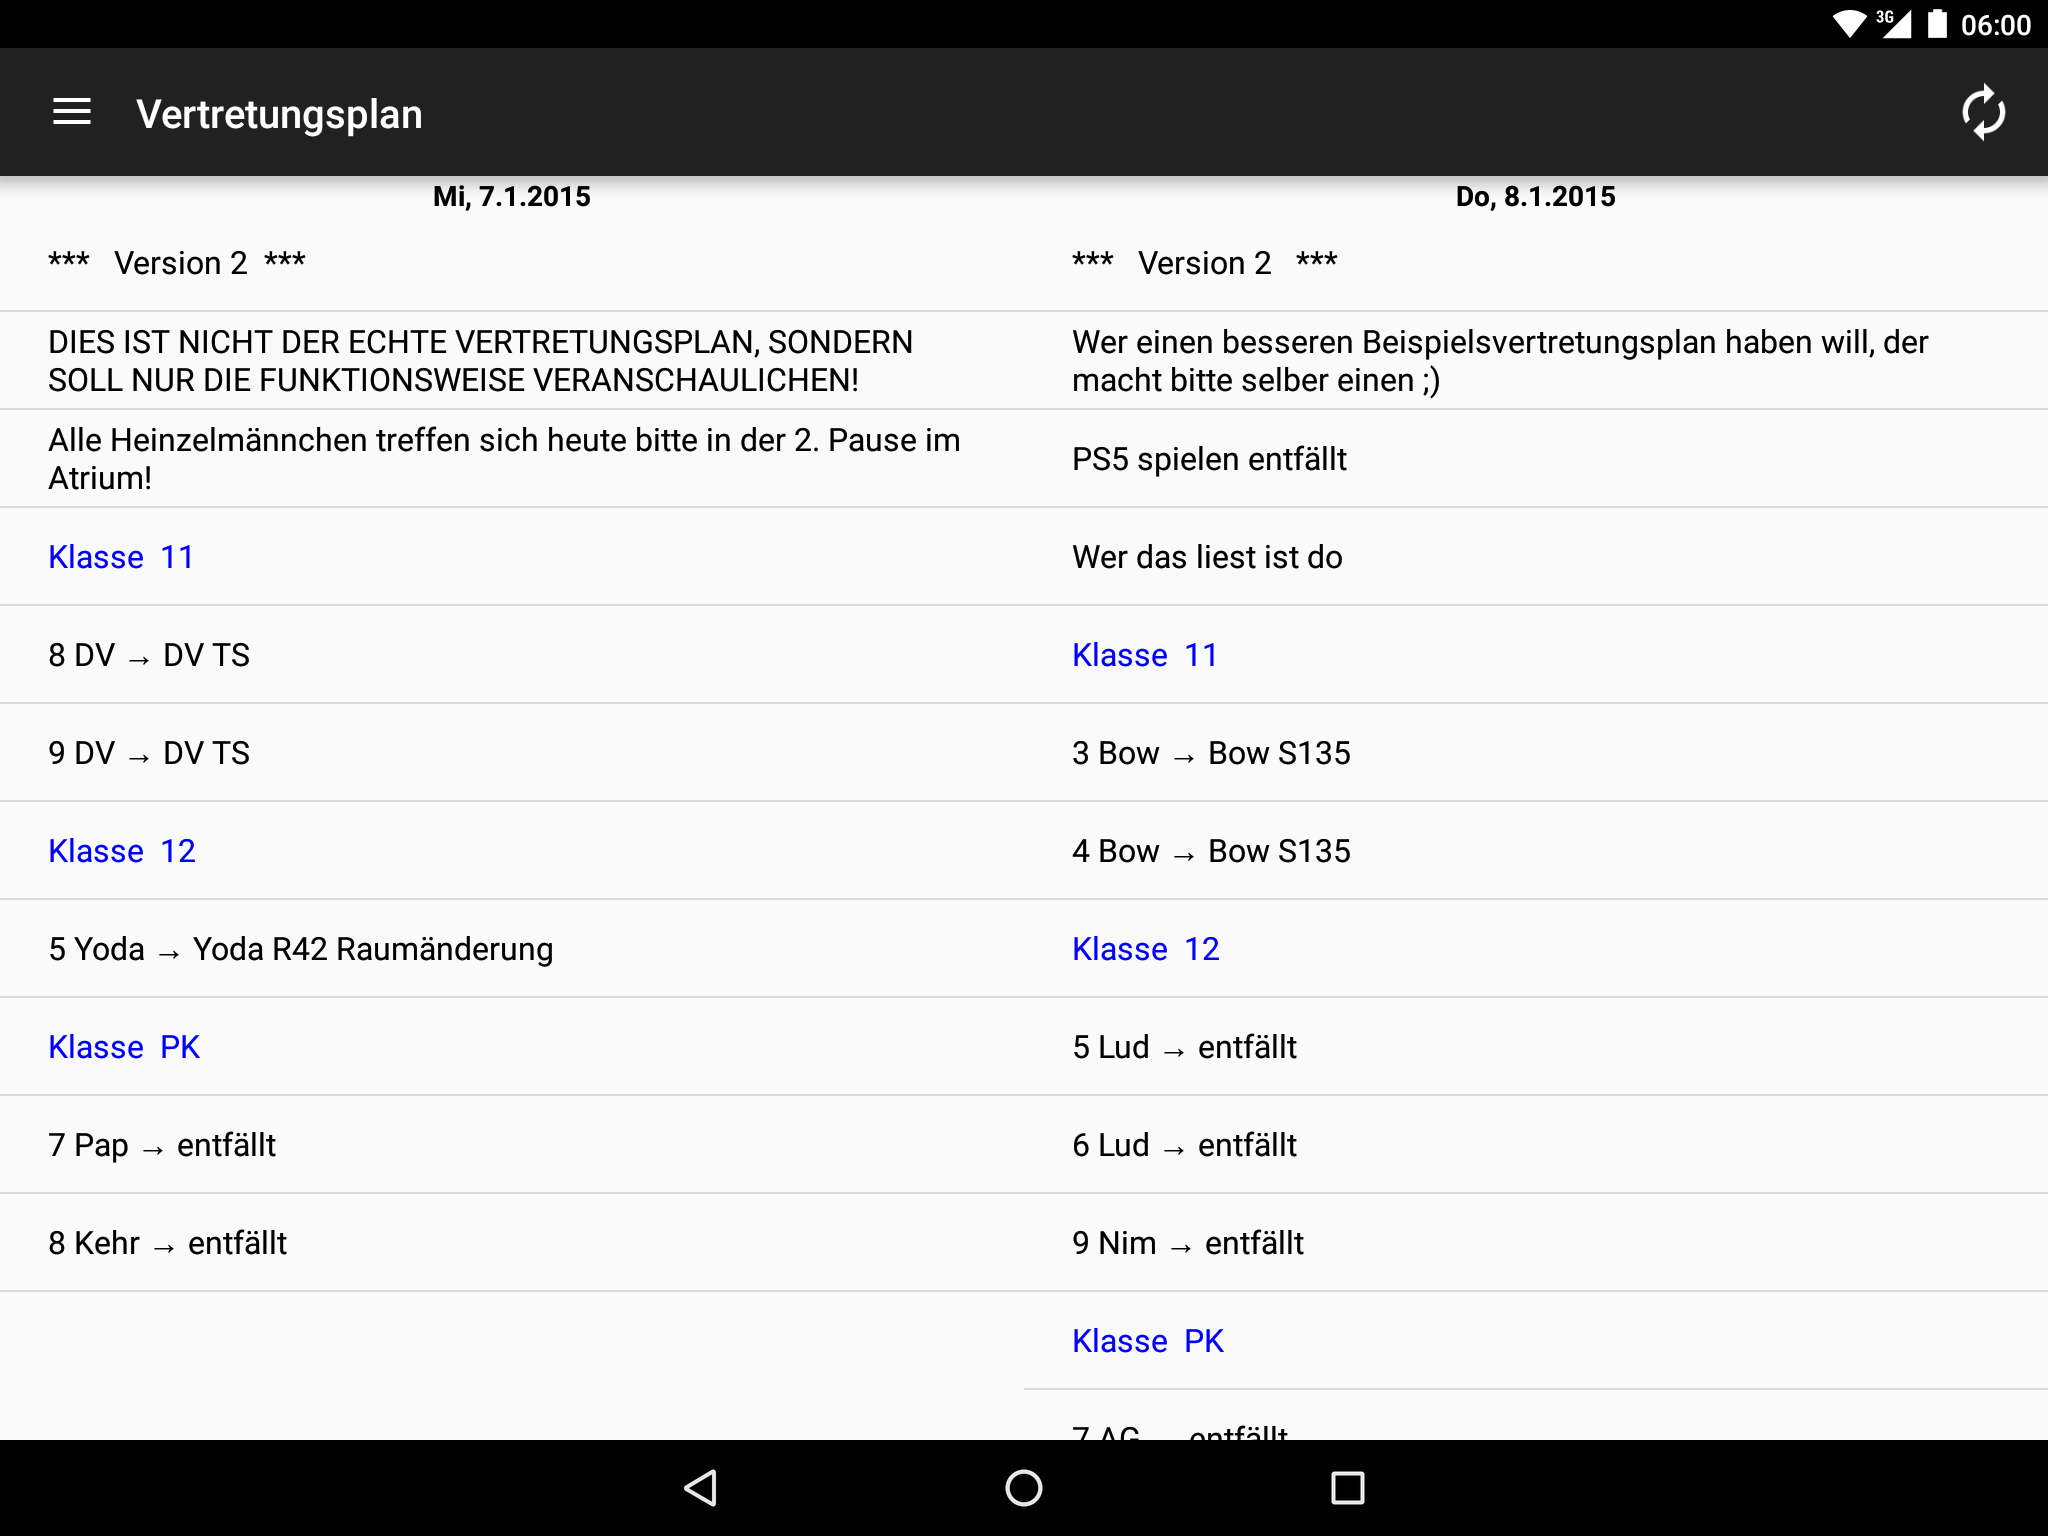 3G 06:00
Vertretungsplan
Mi, 7.1.2015
*** Version 2 ***
DIES IST NICHT DER ECHTE VERTRETUNGSPLAN, SONDERN
SOLL NUR DIE FUNKTIONSWEISE VERANSCHAULICHEN!
Alle Heinzelmännchen treffen sich heute bitte in der 2. Pause im
Atrium!
Klasse 11
8 DV → DV TS
9 DV → DV TS
Klasse 12
5 Yoda → Yoda R42 Raumänderung
Klasse PK
7 Pap → entfällt
8 Kehr → entfällt
Do, 8.1.2015
*** Version 2 ***
Wer einen besseren Beispielsvertretungsplan haben will, der
macht bitte selber einen ;)
PS5 spielen entfällt
Wer das liest ist do
Klasse 11
3 Bow → Bow S135
4 Bow → Bow S135
Klasse 12
5 Lud → entfällt
6 Lud → entfällt
9 Nim → entfällt
Klasse PK
7 AG entfällt